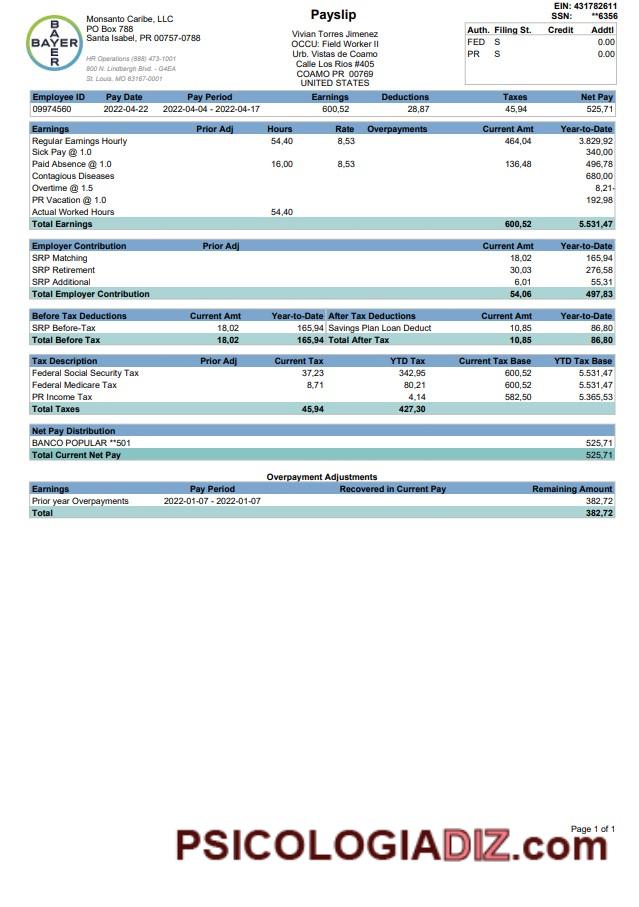 EIN: 431782611
SSN: **6356
BAYER
BAYER
Monsanto Caribe, LLC
PO Box 788
Santa Isabel, PR 00757-0788
HR Operations (888) 473-1001
800 N. Lindbergh Blvd. - G4EA
St. Louis, MO 63167-0001
Payslip
Vivian Torres Jimenez
OCCU: Field Worker II
Urb. Vistas de Coamo
Calle Los Rios #405
COAMO PR 00769
UNITED STATES
Auth. Filing St. Credit Addtl
FED S 0.00
PR S 0.00
Employee ID Pay Date Pay Period Earnings Deductions Taxes Net Pay
09974560 2022-04-22 2022-04-04 - 2022-04-17 600,52 28,87 45,94 525,71
Earnings Prior Adj Hours Rate Overpayments Current Amt Year-to-Date
Regular Earnings Hourly 54,40 8,53 464,04 3.829,92
Sick Pay @ 1.0 340,00
Paid Absence @ 1.0 16,00 8,53 136,48 496,78
Contagious Diseases 680,00
Overtime @ 1.5 8,21-
PR Vacation @ 1.0 192,98
Actual Worked Hours 54,40
Total Earnings 600,52 5.531,47
Employer Contribution Prior Adj Current Amt Year-to-Date
SRP Matching 18,02 165,94
SRP Retirement 30,03 276,58
SRP Additional 6,01 55,31
Total Employer Contribution 54,06 497,83
Before Tax Deductions Current Amt Year-to-Date After Tax Deductions Current Amt Year-to-Date
SRP Before-Tax 18,02 165,94 Savings Plan Loan Deduct 10,85 86,80
Total Before Tax 18,02 165,94 Total After Tax 10,85 86,80
Tax Description Prior Adj Current Tax YTD Tax Current Tax Base YTD Tax Base
Federal Social Security Tax 37,23 342,95 600,52 5.531,47
Federal Medicare Tax 8,71 80,21 600,52 5.531,47
PR Income Tax 4,14 582,50 5.365,53
Total Taxes 45,94 427,30
Net Pay Distribution
BANCO POPULAR **501 525,71
Total Current Net Pay 525,71
Overpayment Adjustments
Earnings Pay Period Recovered in Current Pay Remaining Amount
Prior year Overpayments 2022-01-07 - 2022-01-07 382,72
Total 382,72
Page 1 of 1
PSICOLOGIADIZ.com